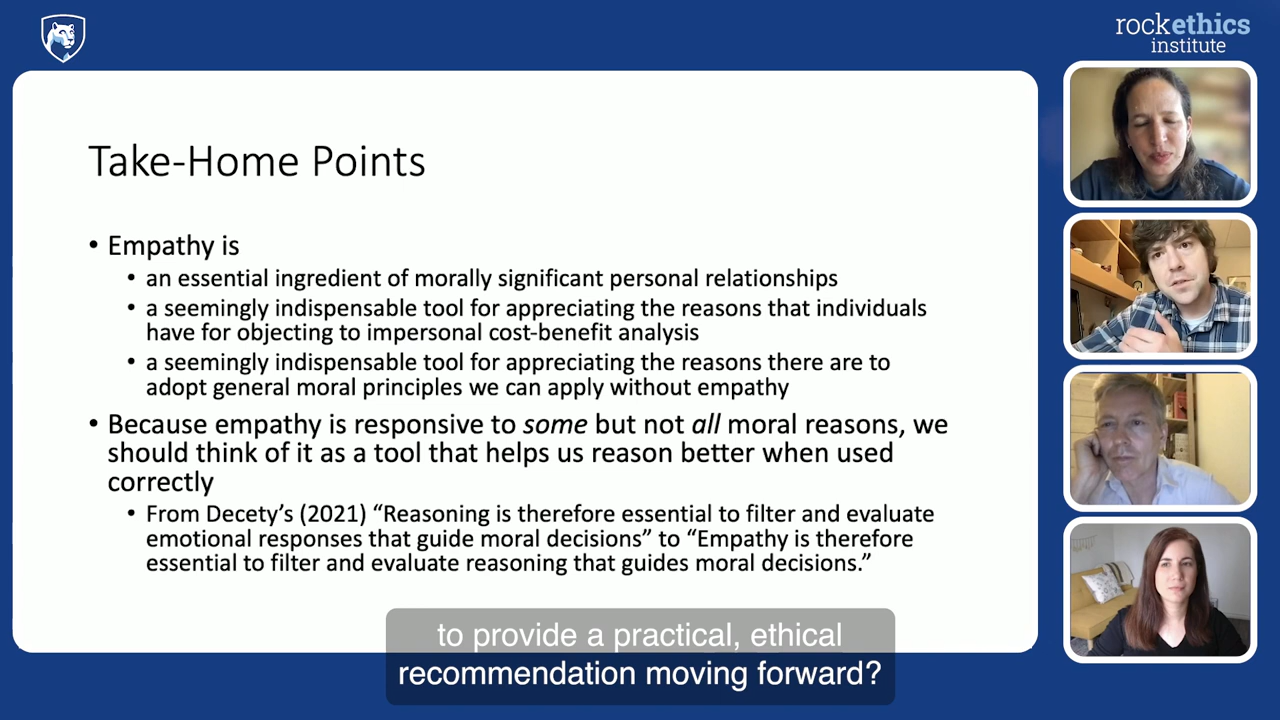 rockethics
institute
Take-Home Points
• Empathy is
• an essential ingredient of morally significant personal relationships
• a seemingly indispensable tool for appreciating the reasons that individuals
have for objecting to impersonal cost-benefit analysis
• a seemingly indispensable tool for appreciating the reasons there are to
adopt general moral principles we can apply without empathy
• Because empathy is responsive to some but not all moral reasons, we
should think of it as a tool that helps us reason better when used
correctly
• From Decety’s (2021) “Reasoning is therefore essential to filter and evaluate
emotional responses that guide moral decisions” to “Empathy is therefore
essential to filter and evaluate reasoning that guides moral decisions.”
to provide a practical, ethical
recommendation moving forward?